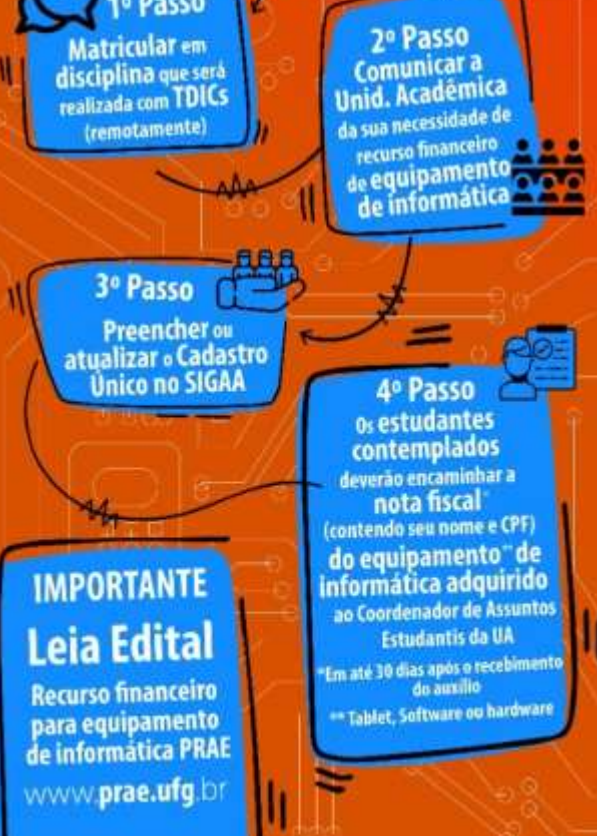 1º Passo
Matricular em
disciplina que será
realizada com TDICs
(remotamente)
2º Passo
Comunicar a
Unid. Acadêmica
da sua necessidade de
recurso financeiro
de equipamento
de informática
3º Passo
Preencher ou
atualizar o Cadastro
Único no SIGAA
4º Passo
Os estudantes
contemplados
deverão encaminhar a
nota fiscal*
(contendo seu nome e CPF)
do equipamento** de
informática adquirido
ao Coordenador de Assuntos
Estudantis da UA
*Em até 30 dias após o recebimento
do auxílio
** Tablet, Software ou hardware
IMPORTANTE
Leia Edital
Recurso financeiro
para equipamento
de informática PRAE
www.prae.ufg.br